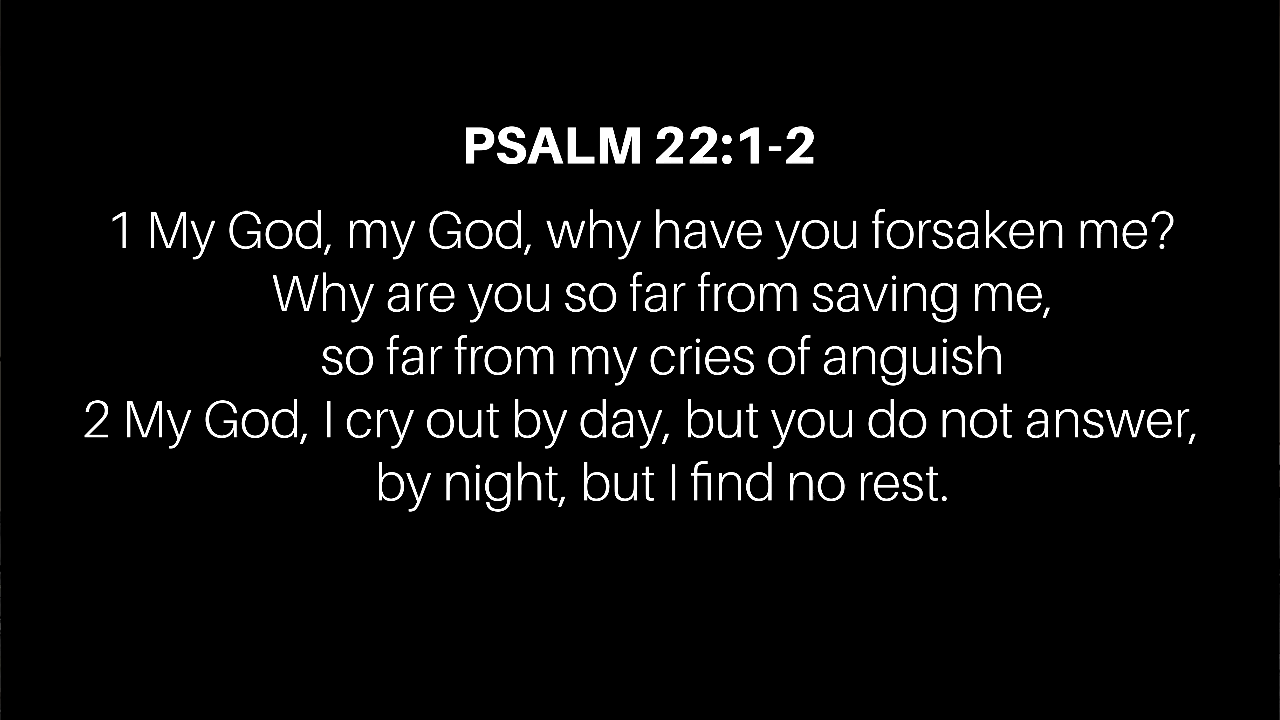 PSALM 22:1-2
1 My God, my God, why have you forsaken me?
Why are you so far from saving me,
so far from my cries of anguish
2 My God, I cry out by day, but you do not answer,
by night, but I find no rest.